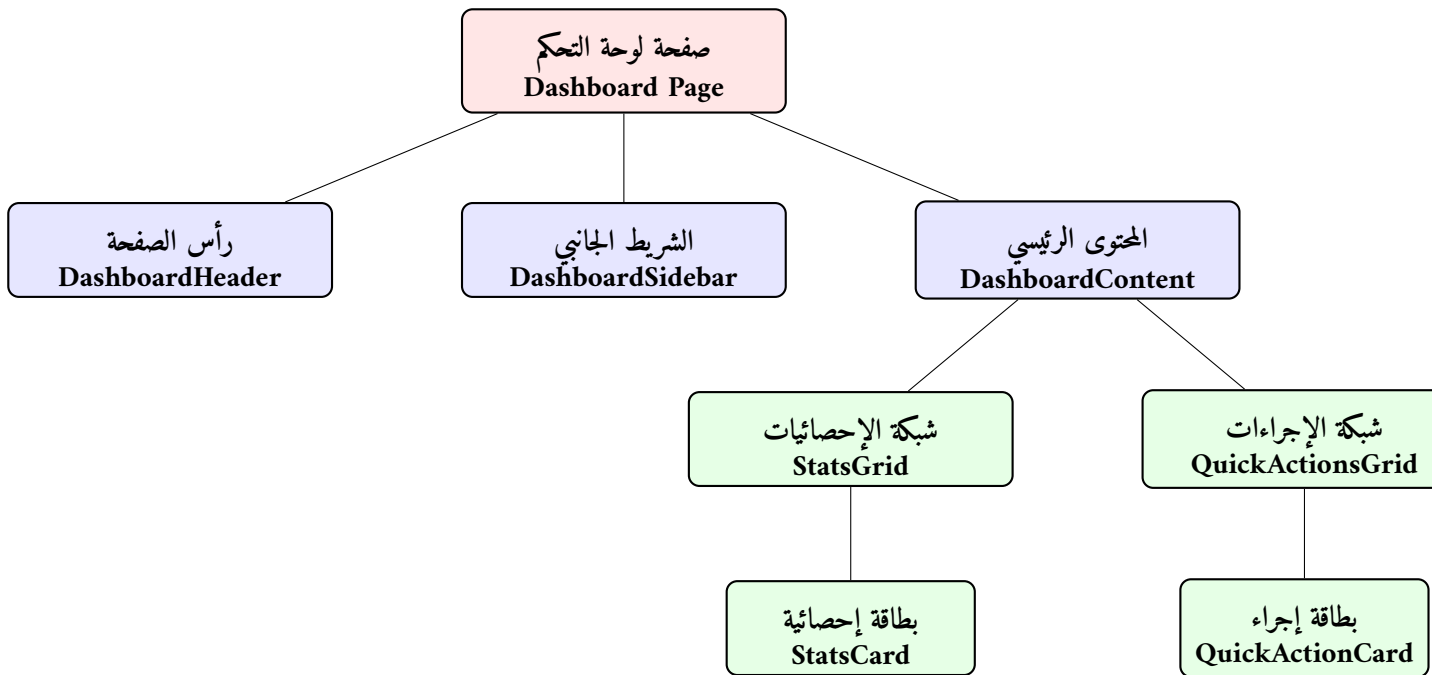 صفحة لوحة التحكم
Dashboard Page
رأس الصفحة
DashboardHeader
الشريط الجانبي
DashboardSidebar
المحتوى الرئيسي
DashboardContent
شبكة الإحصائيات
StatsGrid
شبكة الإجراءات
QuickActionsGrid
بطاقة إحصائية
StatsCard
بطاقة إجراء
QuickActionCard